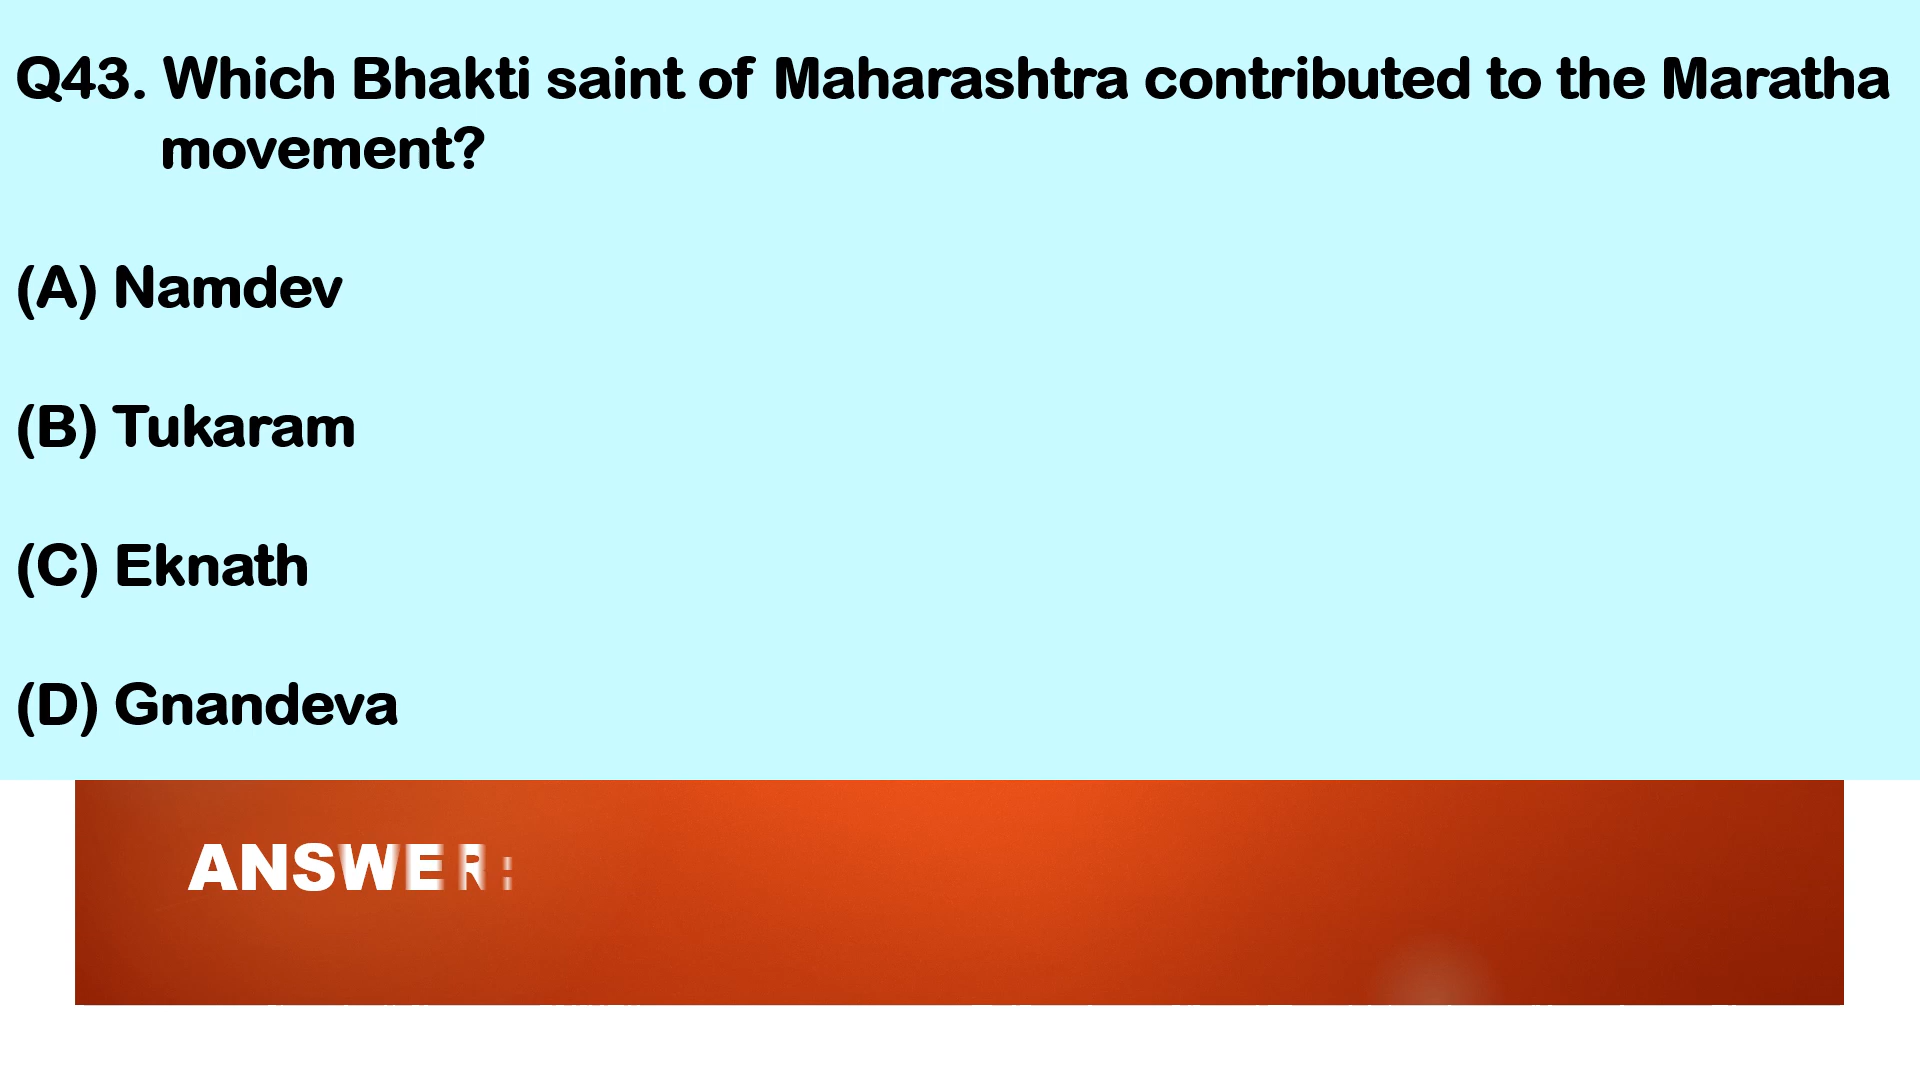 Q43. Which Bhakti saint of Maharashtra contributed to the Maratha
movement?
(A) Namdev
(B) Tukaram
(C) Eknath
(D) Gnandeva
ANSWER: